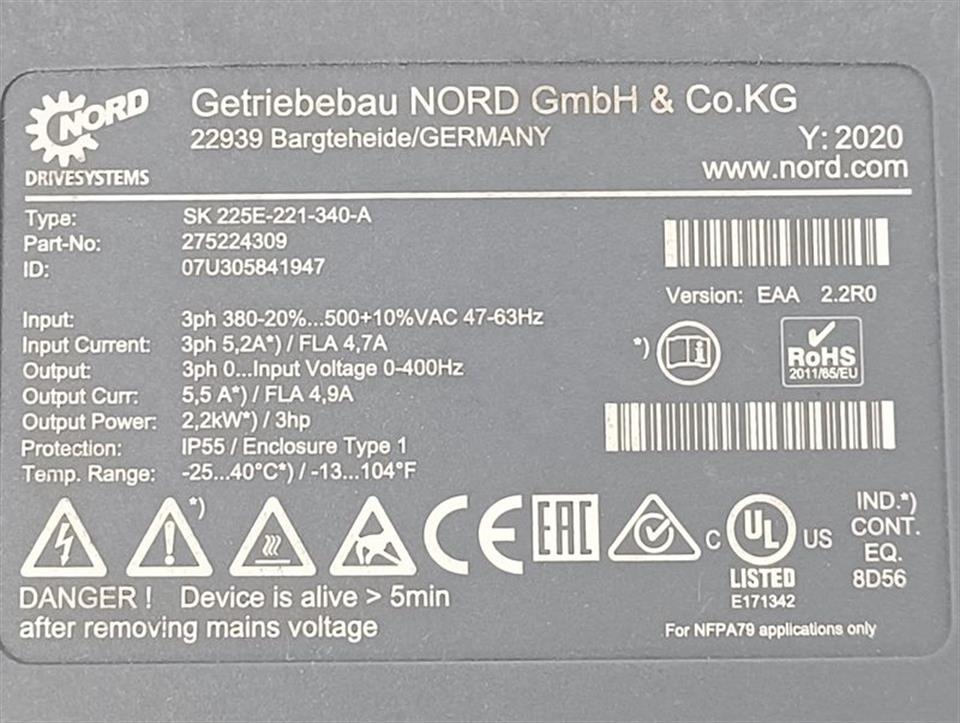 NORD
DRIVESYSTEMS
Getriebebau NORD GmbH & Co.KG
22939 Bargteheide/GERMANY
Y: 2020
www.nord.com
Type: SK 225E-221-340-A
Part-No: 275224309
ID: 07U305841947
Version: EAA 2.2R0
Input: 3ph 380-20%...500+10%VAC 47-63Hz
Input Current: 3ph 5,2A*) / FLA 4,7A
Output: 3ph 0...Input Voltage 0-400Hz
Output Curr: 5,5 A*) / FLA 4,9A
Output Power: 2,2kW*) / 3hp
Protection: IP55 / Enclosure Type 1
Temp. Range: -25...40°C*) / -13...104°F
*) i
RoHS
2011/65/EU
*)
CE
EAC
C UL US
LISTED
E171342
IND.*)
CONT.
EQ.
8D56
DANGER ! Device is alive > 5min
after removing mains voltage
For NFPA79 applications only